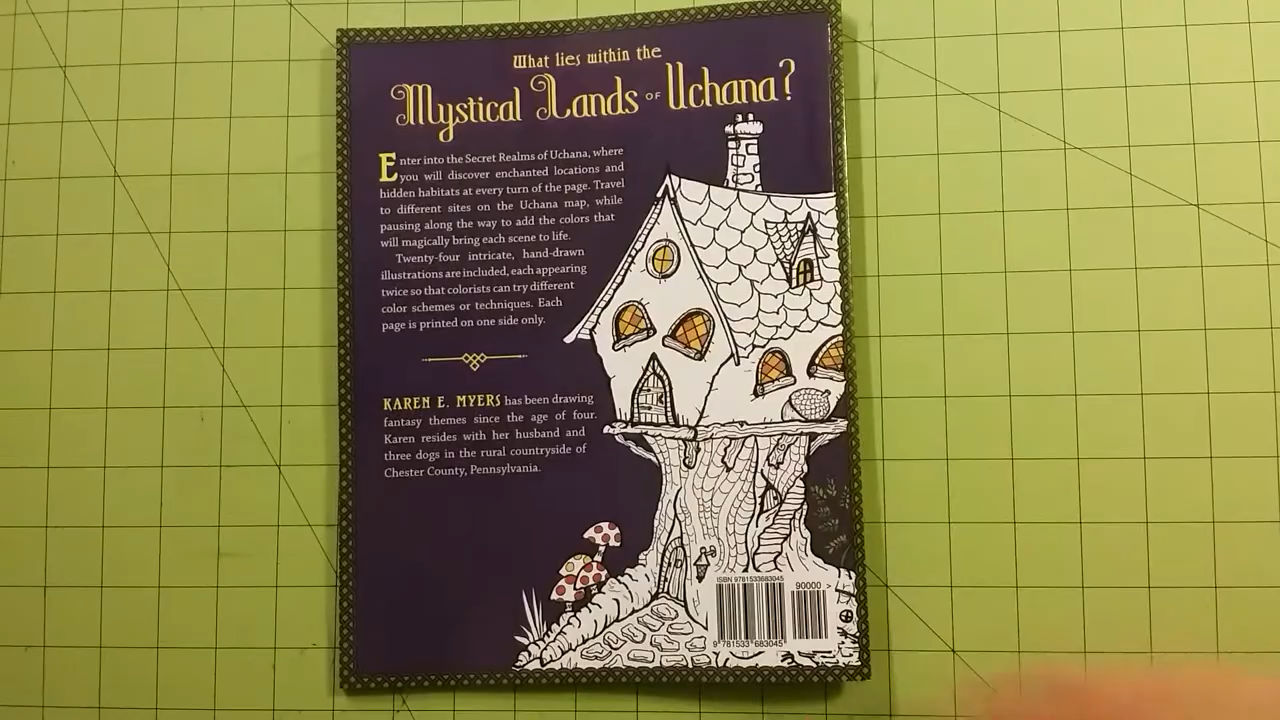 What lies within the
Mystical Lands OF Uchana?
Enter into the Secret Realms of Uchana, where
you will discover enchanted locations and
hidden habitats at every turn of the page. Travel
to different sites on the Uchana map, while
pausing along the way to add the colors that
will magically bring each scene to life.
Twenty-four intricate, hand-drawn
illustrations are included, each appearing
twice so that colorists can try different
color schemes or techniques. Each
page is printed on one side only.
KAREN E. MYERS has been drawing
fantasy themes since the age of four.
Karen resides with her husband and
three dogs in the rural countryside of
Chester County, Pennsylvania.
ISBN 9781533683045
90000 >
9 781533 683045